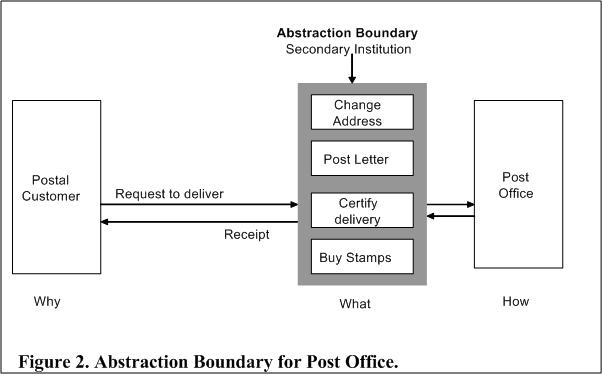 Abstraction Boundary
Secondary Institution
Change
Address
Post Letter
Postal
Customer
Request to deliver
Certify
delivery
Post
Office
Receipt
Buy Stamps
Why
What
How
Figure 2. Abstraction Boundary for Post Office.